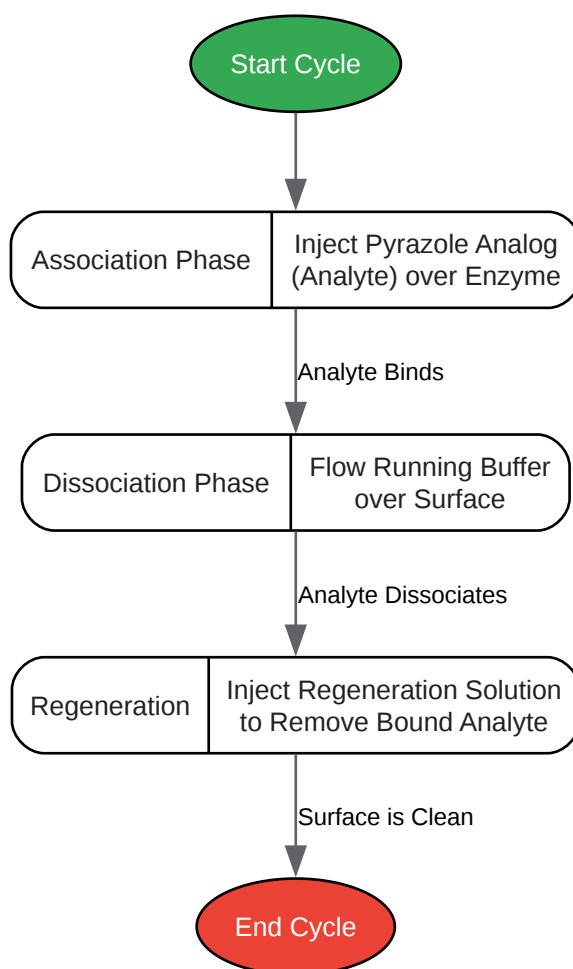 Start Cycle
Association Phase
Inject Pyrazole Analog
(Analyte) over Enzyme
Analyte Binds
Dissociation Phase
Flow Running Buffer
over Surface
Analyte Dissociates
Regeneration
Inject Regeneration Solution
to Remove Bound Analyte
Surface is Clean
End Cycle